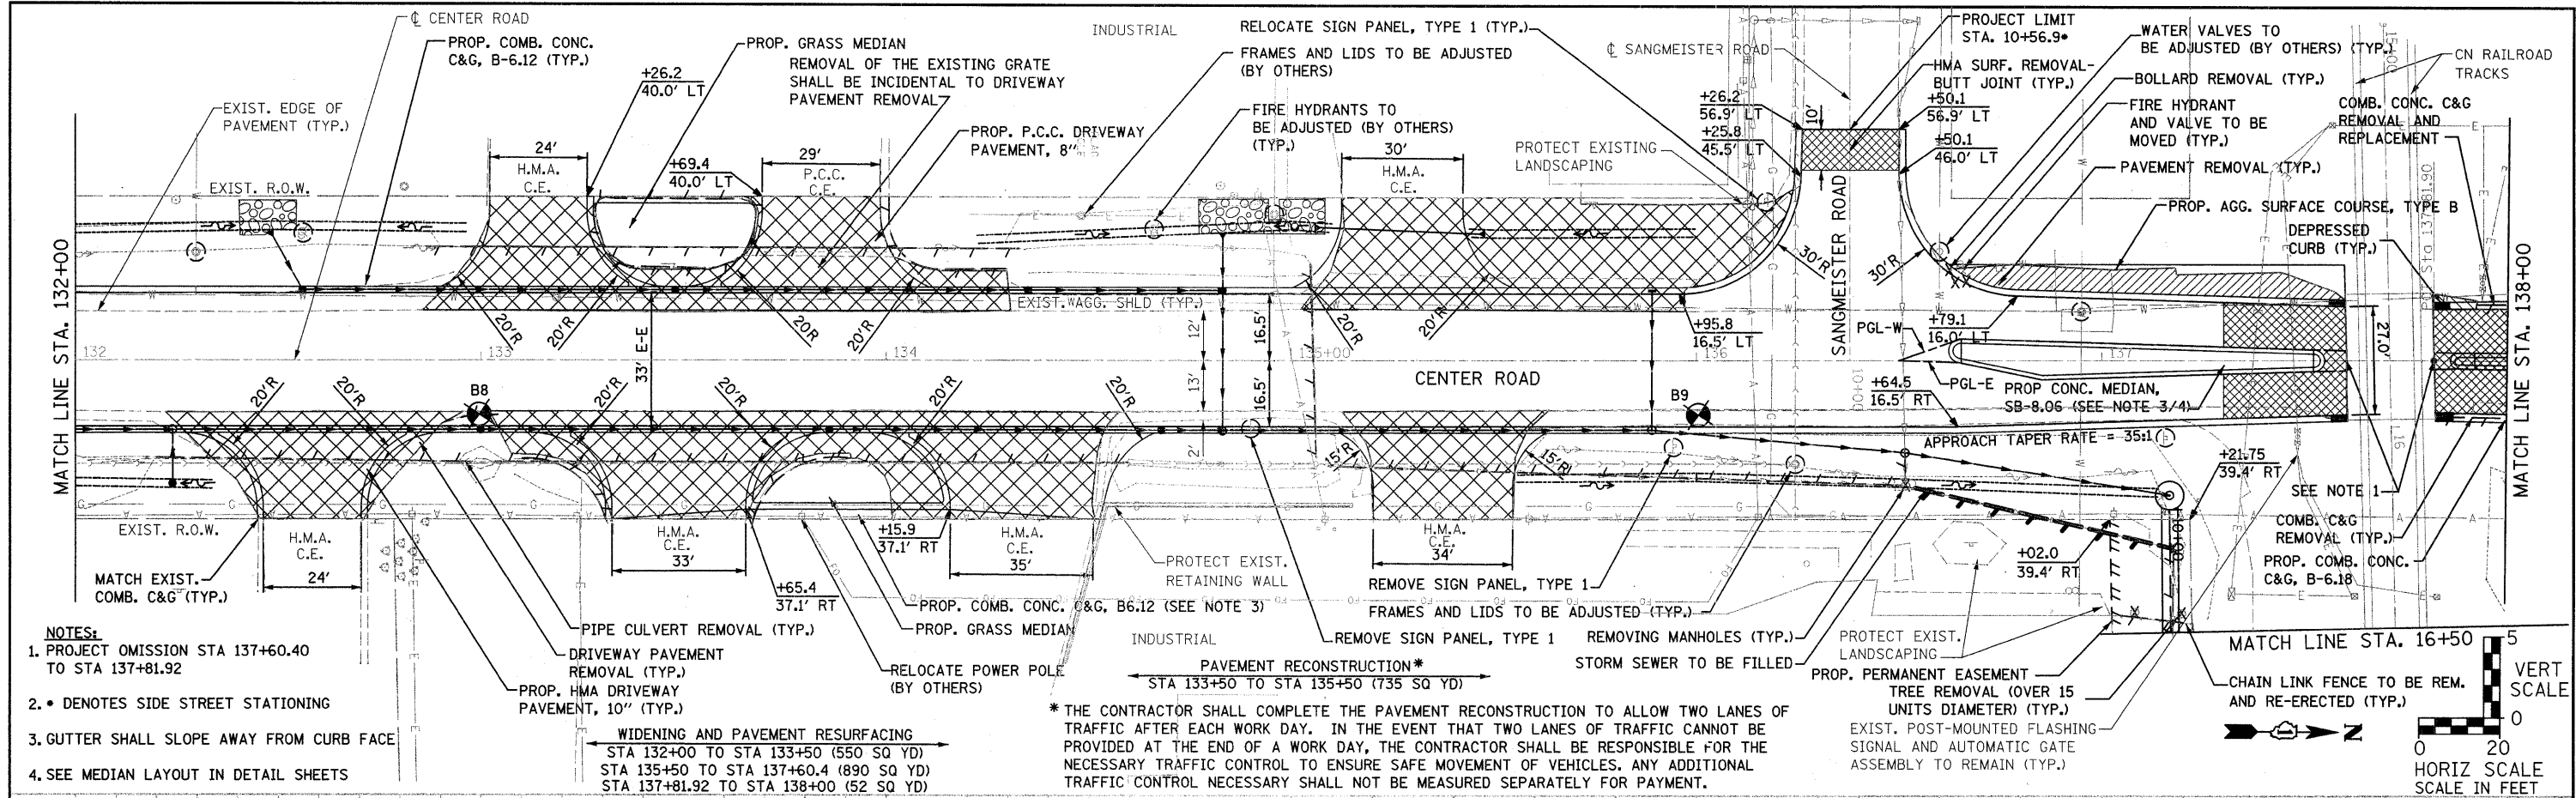 ℄ CENTER ROAD
PROP. COMB. CONC.
C&G, B-6.12 (TYP.)
EXIST. EDGE OF
PAVEMENT (TYP.)
EXIST. R.O.W.
PROP. GRASS MEDIAN
REMOVAL OF THE EXISTING GRATE
SHALL BE INCIDENTAL TO DRIVEWAY
PAVEMENT REMOVAL
+26.2
40.0' LT
+69.4
40.0' LT
24'
H.M.A.
C.E.
29'
P.C.C.
C.E.
PROP. P.C.C. DRIVEWAY
PAVEMENT, 8"
INDUSTRIAL
RELOCATE SIGN PANEL, TYPE 1 (TYP.)
FRAMES AND LIDS TO BE ADJUSTED
(BY OTHERS)
FIRE HYDRANTS TO
BE ADJUSTED (BY OTHERS)
(TYP.)
30'
H.M.A.
C.E.
PROTECT EXISTING
LANDSCAPING
℄ SANGMEISTER ROAD
PROJECT LIMIT
STA. 10+56.9*
HMA SURF. REMOVAL-
BUTT JOINT (TYP.)
+26.2
56.9' LT
+25.8
45.5' LT
10'
+50.1
56.9' LT
+50.1
46.0' LT
WATER VALVES TO
BE ADJUSTED (BY OTHERS) (TYP.)
BOLLARD REMOVAL (TYP.)
FIRE HYDRANT
AND VALVE TO BE
MOVED (TYP.)
PAVEMENT REMOVAL (TYP.)
PROP. AGG. SURFACE COURSE, TYPE B
DEPRESSED
CURB (TYP.)
CN RAILROAD
TRACKS
COMB. CONC. C&G
REMOVAL AND
REPLACEMENT
15+00
Sta 137+81.90
MATCH LINE STA. 132+00
MATCH LINE STA. 138+00
SANGMEISTER ROAD
30'R
30'R
EXIST. AGG. SHLD (TYP.)
20'R
20'R
20'R
20'R
20'R
20'R
33' E-E
12'
16.5'
13'
16.5'
2'
132
133
134
135+00
136
137
+95.8
16.5' LT
PGL-W
+79.1
16.0' LT
27.0'
CENTER ROAD
10+00
PGL-E
PROP CONC. MEDIAN,
SB-8.06 (SEE NOTE 3/4)
+64.5
16.5' RT
B8
B9
20'R
20'R
20'R
20'R
20'R
20'R
15'R
15'R
APPROACH TAPER RATE = 35:1
+21.75
39.4' RT
SEE NOTE 1
COMB. C&G
REMOVAL (TYP.)
PROP. COMB. CONC.
C&G, B-6.18
EXIST. R.O.W.
H.M.A.
C.E.
24'
H.M.A.
C.E.
33'
+15.9
37.1' RT
H.M.A.
C.E.
35'
H.M.A.
C.E.
34'
+65.4
37.1' RT
+02.0
39.4' RT
MATCH EXIST.
COMB. C&G (TYP.)
PROTECT EXIST.
RETAINING WALL
PROP. COMB. CONC. C&G, B6.12 (SEE NOTE 3)
PROP. GRASS MEDIAN
PIPE CULVERT REMOVAL (TYP.)
DRIVEWAY PAVEMENT
REMOVAL (TYP.)
PROP. HMA DRIVEWAY
PAVEMENT, 10" (TYP.)
RELOCATE POWER POLE
(BY OTHERS)
INDUSTRIAL
REMOVE SIGN PANEL, TYPE 1
FRAMES AND LIDS TO BE ADJUSTED (TYP.)
REMOVE SIGN PANEL, TYPE 1
REMOVING MANHOLES (TYP.)
STORM SEWER TO BE FILLED
PROTECT EXIST.
LANDSCAPING
PROP. PERMANENT EASEMENT
TREE REMOVAL (OVER 15
UNITS DIAMETER) (TYP.)
EXIST. POST-MOUNTED FLASHING
SIGNAL AND AUTOMATIC GATE
ASSEMBLY TO REMAIN (TYP.)
MATCH LINE STA. 16+50
CHAIN LINK FENCE TO BE REM.
AND RE-ERECTED (TYP.)
N
5
VERT
SCALE
0
0 20
HORIZ SCALE
SCALE IN FEET
NOTES:
1. PROJECT OMISSION STA 137+60.40
TO STA 137+81.92
2. * DENOTES SIDE STREET STATIONING
3. GUTTER SHALL SLOPE AWAY FROM CURB FACE
4. SEE MEDIAN LAYOUT IN DETAIL SHEETS
WIDENING AND PAVEMENT RESURFACING
STA 132+00 TO STA 133+50 (550 SQ YD)
STA 135+50 TO STA 137+60.4 (890 SQ YD)
STA 137+81.92 TO STA 138+00 (52 SQ YD)
PAVEMENT RECONSTRUCTION*
STA 133+50 TO STA 135+50 (735 SQ YD)
* THE CONTRACTOR SHALL COMPLETE THE PAVEMENT RECONSTRUCTION TO ALLOW TWO LANES OF
TRAFFIC AFTER EACH WORK DAY. IN THE EVENT THAT TWO LANES OF TRAFFIC CANNOT BE
PROVIDED AT THE END OF A WORK DAY, THE CONTRACTOR SHALL BE RESPONSIBLE FOR THE
NECESSARY TRAFFIC CONTROL TO ENSURE SAFE MOVEMENT OF VEHICLES. ANY ADDITIONAL
TRAFFIC CONTROL NECESSARY SHALL NOT BE MEASURED SEPARATELY FOR PAYMENT.